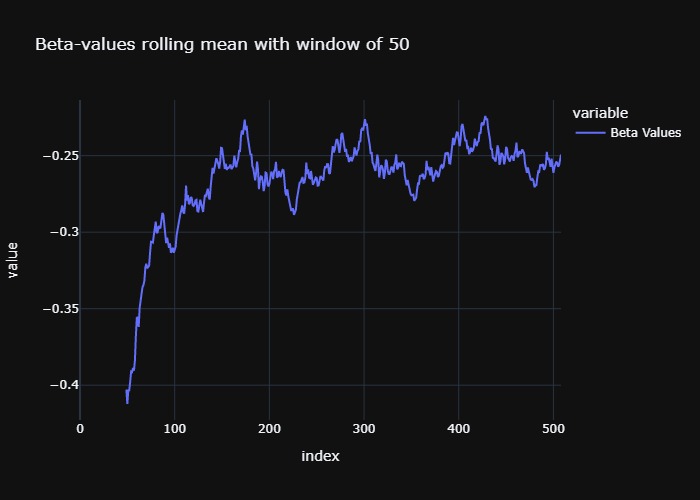 Beta-values rolling mean with window of 50
variable
Beta Values
value
−0.25
−0.3
−0.35
−0.4
0 100 200 300 400 500
index